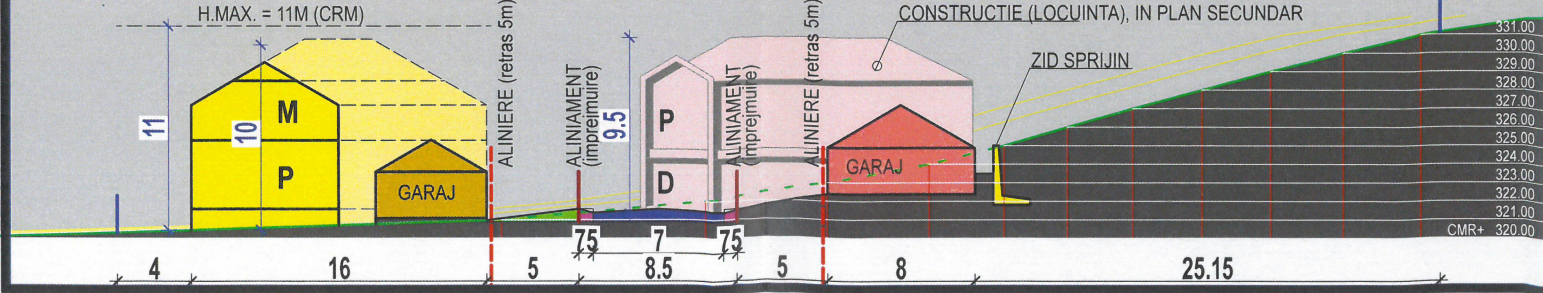 H.MAX. = 11M (CRM)
CONSTRUCTIE (LOCUINTA), IN PLAN SECUNDAR
ZID SPRIJIN
ALINIERE (retras 5m)
ALINIAMENT
(imprejmuire)
ALINIAMENT
(imprejmuire)
ALINIERE (retras 5m)
11
10
9.5
M
P
GARAJ
P
D
GARAJ
331.00
330.00
329.00
328.00
327.00
326.00
325.00
324.00
323.00
322.00
321.00
CMR+ 320.00
75 7 75
4 16 5 8.5 5 8 25.15